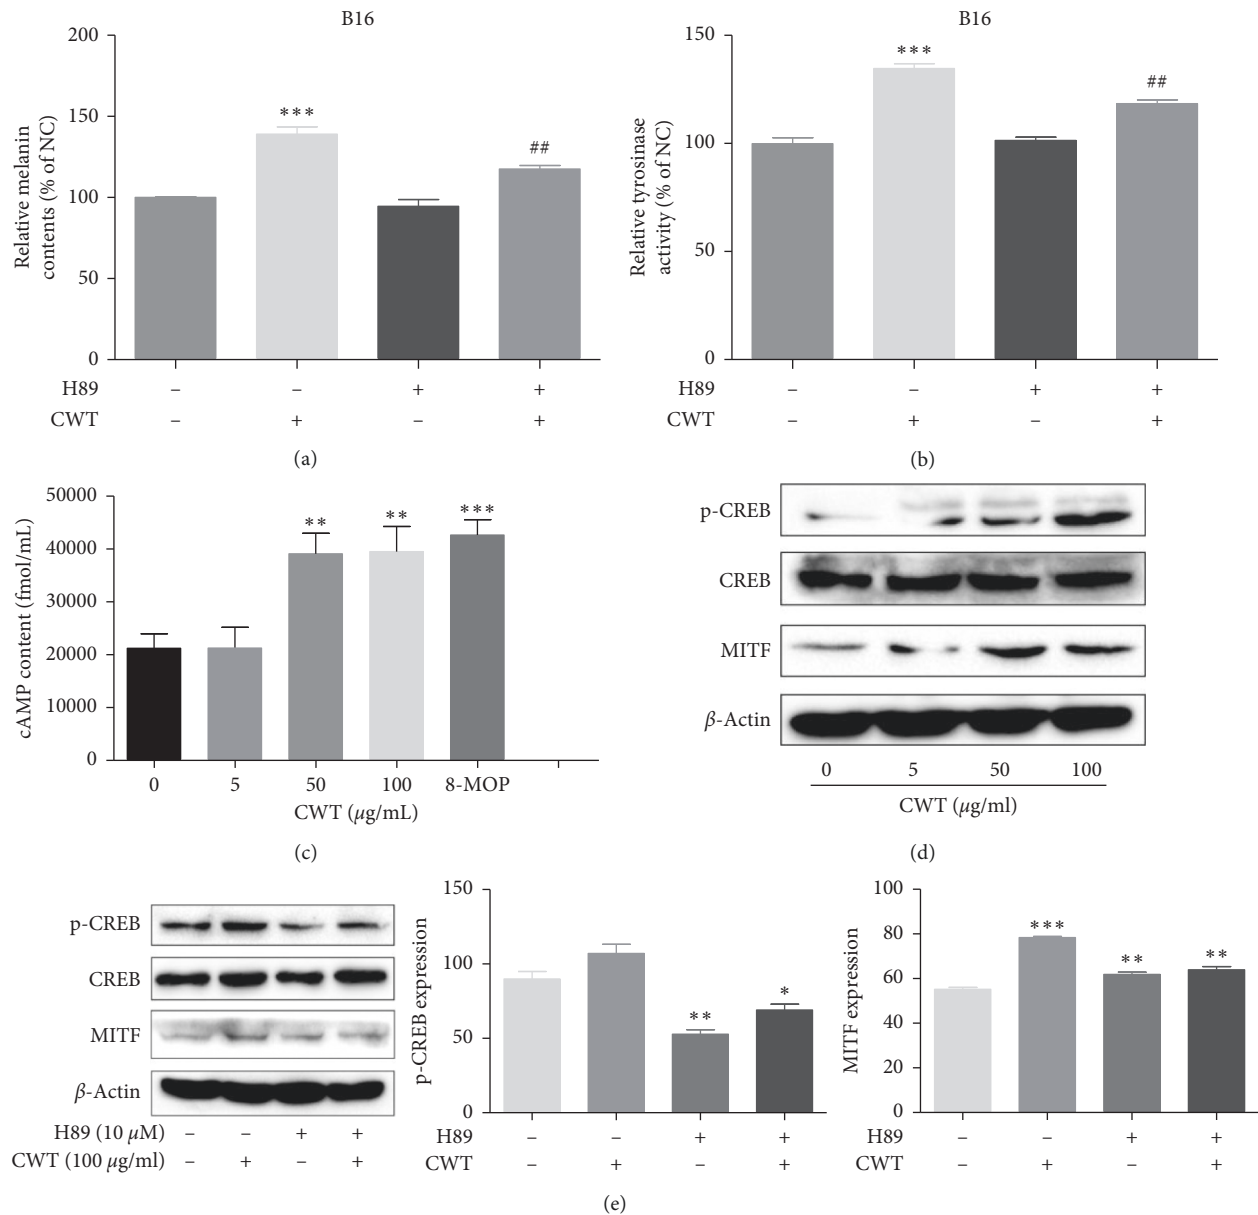 B16
200
150
100
50
0
Relative melanin
contents (% of NC)
***
##
H89 – – + +
CWT – + – +
(a)
B16
150
100
50
0
Relative tyrosinase
activity (% of NC)
***
##
H89 – – + +
CWT – + – +
(b)
50000
40000
30000
20000
10000
0
cAMP content (fmol/mL)
** ** ***
0 5 50 100 8-MOP
CWT (μg/mL)
(c)
p-CREB
CREB
MITF
β-Actin
0 5 50 100
CWT (μg/ml)
(d)
p-CREB
CREB
MITF
β-Actin
H89 (10 μM) – – + +
CWT (100 μg/ml) – + – +
150
100
50
0
p-CREB expression
** *
H89 – – + +
CWT – + – +
100
80
60
40
20
0
MITF expression
*** ** **
H89 – – + +
CWT – + – +
(e)